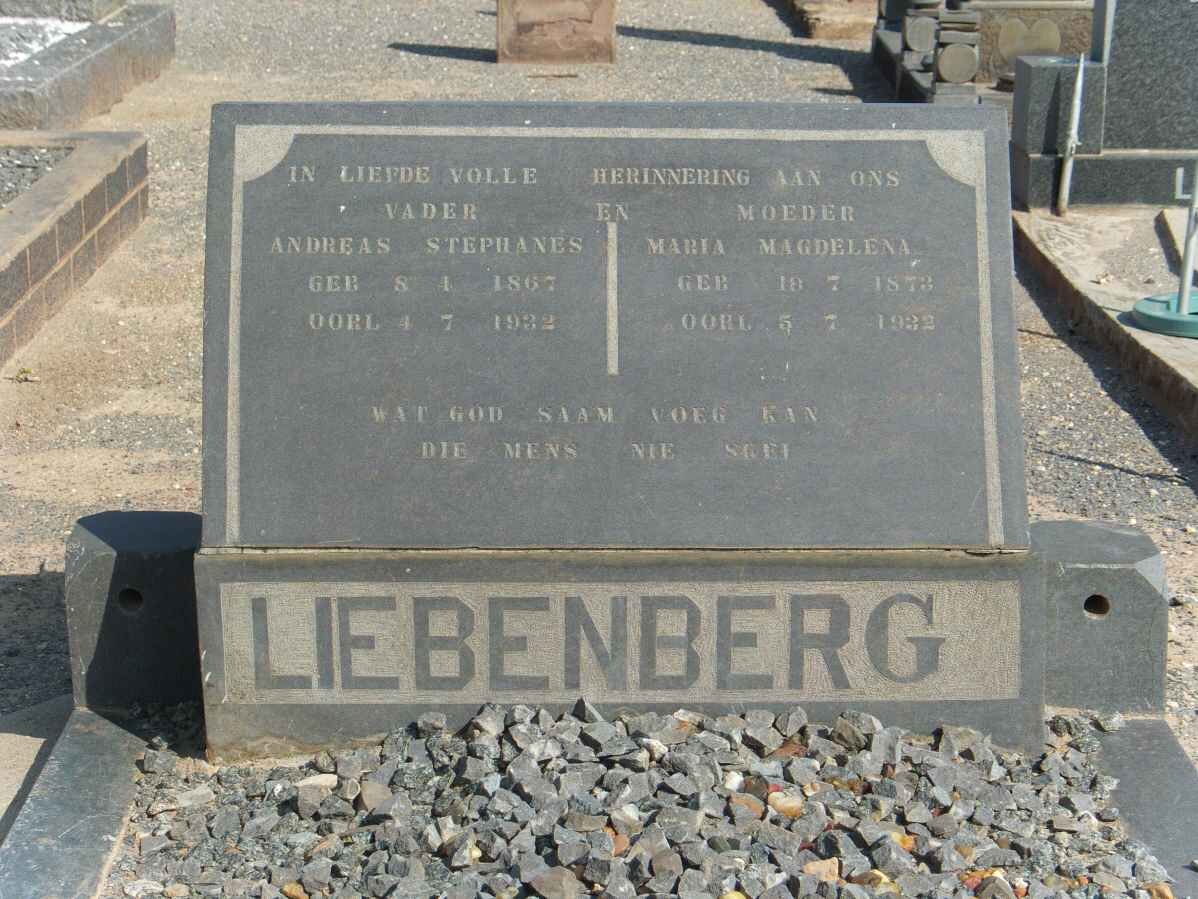 IN LIEFDE VOLLE HERINNERING AAN ONS
VADER EN MOEDER
ANDREAS STEPHANES
GEB 8 4 1867
OORL 4 7 1932
MARIA MAGDELENA
GEB 19 7 1873
OORL 5 7 1932
WAT GOD SAAM VOEG KAN
DIE MENS NIE SKEI
LIEBENBERG